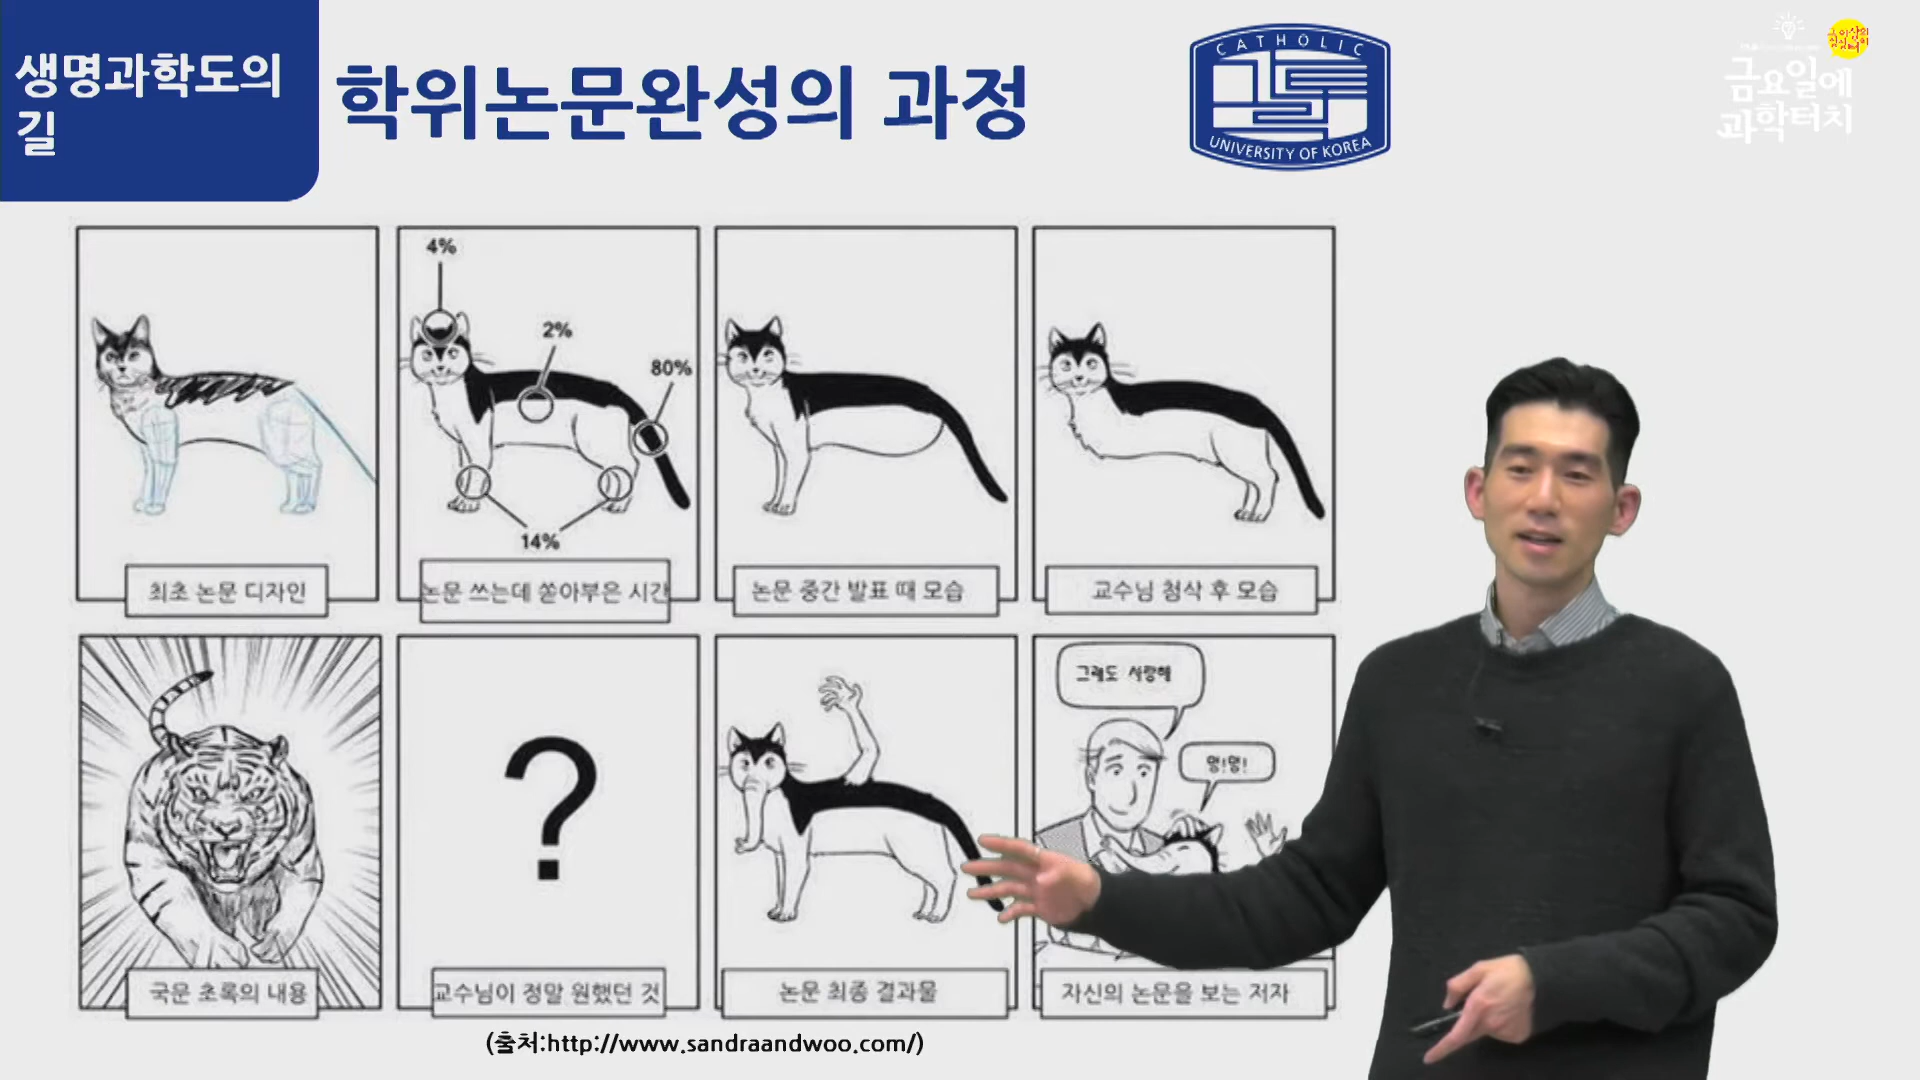 생명과학도의
길
학위논문완성의 과정
CATHOLIC
UNIVERSITY OF KOREA
금요일에
과학터치
4%
2%
80%
14%
최초 논문 디자인
논문 쓰는데 쏟아부은 시간
논문 중간 발표 때 모습
교수님 첨삭 후 모습
그래도 사랑해
멍!멍!
국문 초록의 내용
교수님이 정말 원했던 것
논문 최종 결과물
자신의 논문을 보는 저자
(출처:http://www.sandraandwoo.com/)